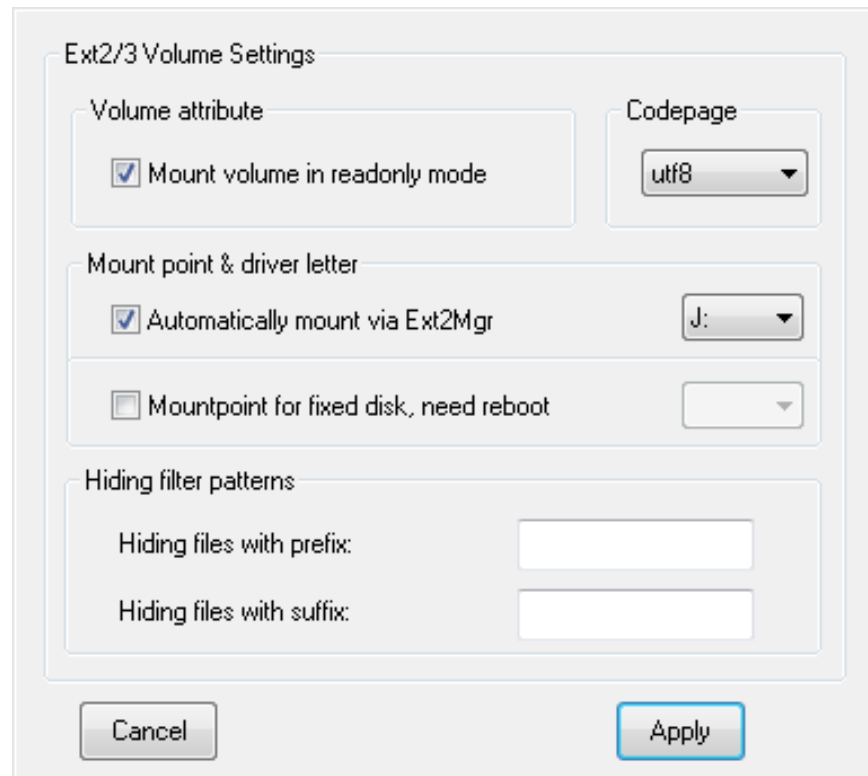 Ext2/3 Volume Settings
Volume attribute
Mount volume in readonly mode
Codepage
utf8
Mount point & driver letter
Automatically mount via Ext2Mgr
J:
Mountpoint for fixed disk, need reboot
Hiding filter patterns
Hiding files with prefix:
Hiding files with suffix:
Cancel
Apply